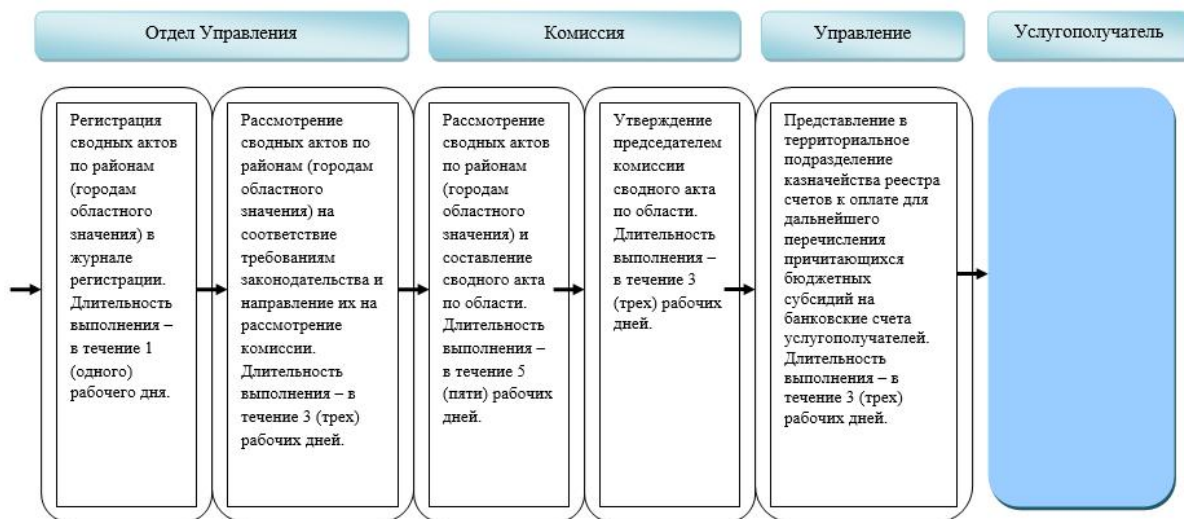 Отдел Управления
Комиссия
Управление
Услугополучатель
Регистрация
сводных актов
по районам
(городам
областного
значения) в
журнале
регистрации.
Длительность
выполнения –
в течение 1
(одного)
рабочего дня.
Рассмотрение
сводных актов по
районам (городам
областного
значения) на
соответствие
требованиям
законодательства и
направление их на
рассмотрение
комиссии.
Длительность
выполнения – в
течение 3 (трех)
рабочих дней.
Рассмотрение
сводных актов
по районам
(городам
областного
значения) и
составление
сводного акта
по области.
Длительность
выполнения –
в течение 5
(пяти) рабочих
дней.
Утверждение
председателем
комиссии
сводного акта
по области.
Длительность
выполнения –
в течение 3
(трех) рабочих
дней.
Представление в
территориальное
подразделение
казначейства реестра
счетов к оплате для
дальнейшего
перечисления
причитающихся
бюджетных
субсидий на
банковские счета
услугополучателей.
Длительность
выполнения – в
течение 3 (трех)
рабочих дней.